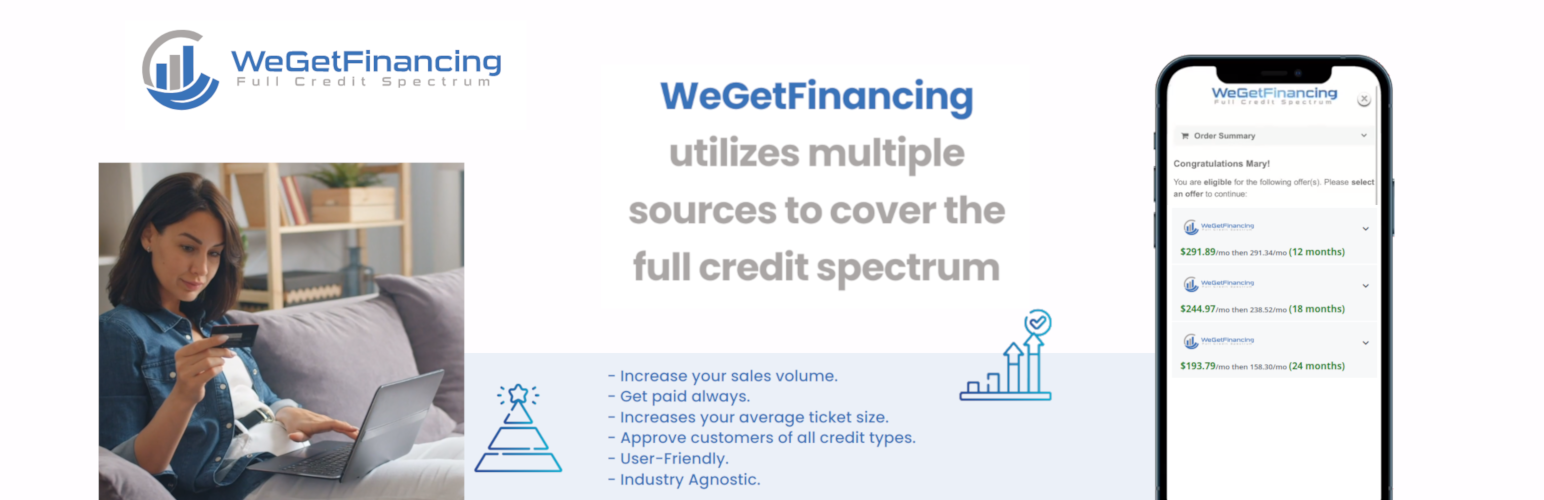 WeGetFinancing
Full Credit Spectrum
WeGetFinancing
utilizes multiple
sources to cover the
full credit spectrum
- Increase your sales volume.
- Get paid always.
- Increases your average ticket size.
- Approve customers of all credit types.
- User-Friendly.
- Industry Agnostic.
WeGetFinancing
Full Credit Spectrum
Order Summary
Congratulations Mary!
You are eligible for the following offer(s). Please select
an offer to continue:
WeGetFinancing
$291.89/mo then 291.34/mo (12 months)
WeGetFinancing
$244.97/mo then 238.52/mo (18 months)
WeGetFinancing
$193.79/mo then 158.30/mo (24 months)